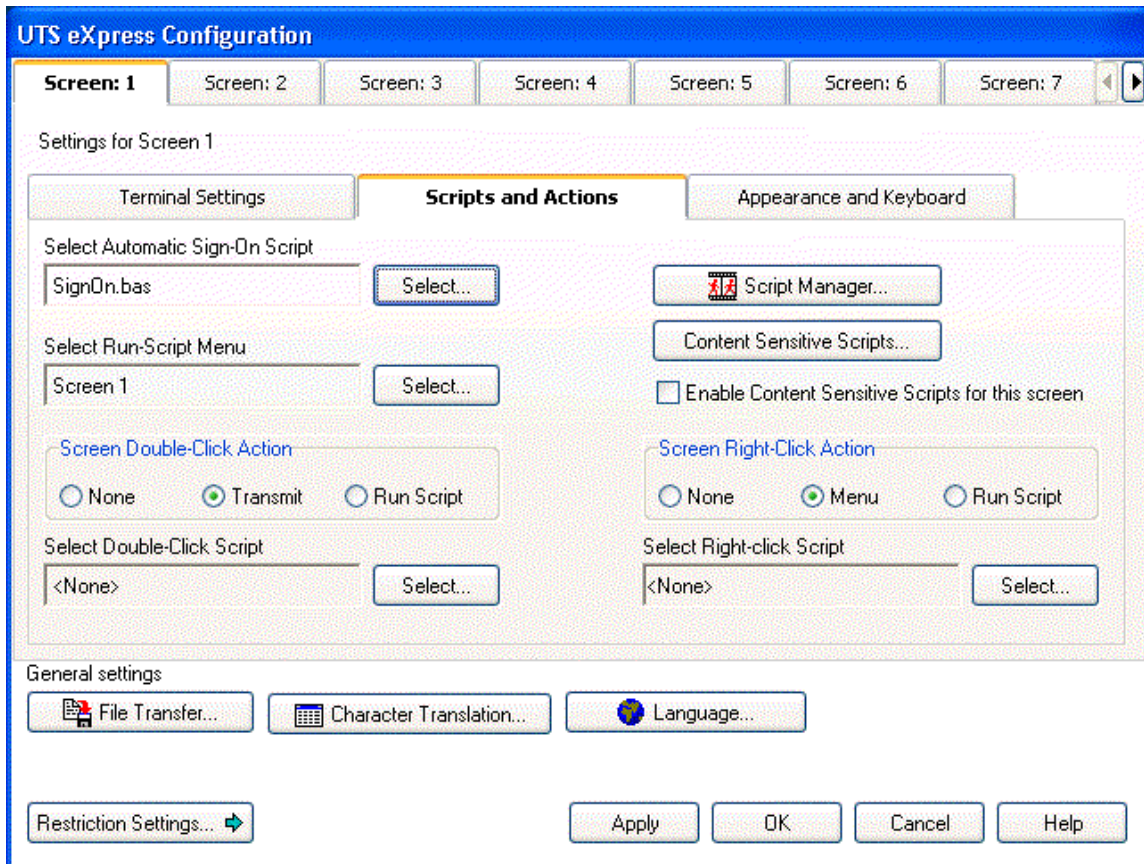 UTS eXpress Configuration
Screen: 1 Screen: 2 Screen: 3 Screen: 4 Screen: 5 Screen: 6 Screen: 7
Settings for Screen 1
Terminal Settings Scripts and Actions Appearance and Keyboard
Select Automatic Sign-On Script
SignOn.bas Select... Script Manager...
Content Sensitive Scripts...
Select Run-Script Menu
Screen 1 Select... Enable Content Sensitive Scripts for this screen
Screen Double-Click Action Screen Right-Click Action
None Transmit Run Script None Menu Run Script
Select Double-Click Script Select Right-click Script
<None> Select... <None> Select...
General settings
File Transfer... Character Translation... Language...
Restriction Settings... Apply OK Cancel Help